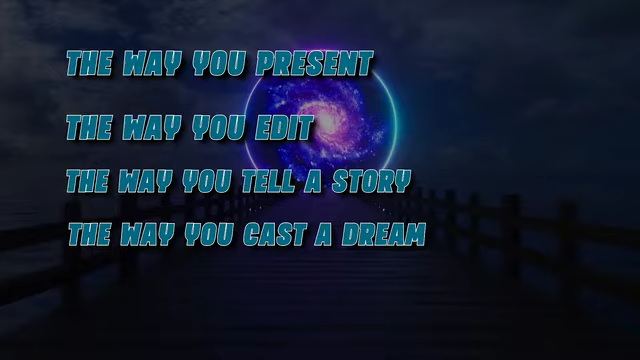 THE WAY YOU PRESENT
THE WAY YOU EDIT
THE WAY YOU TELL A STORY
THE WAY YOU CAST A DREAM